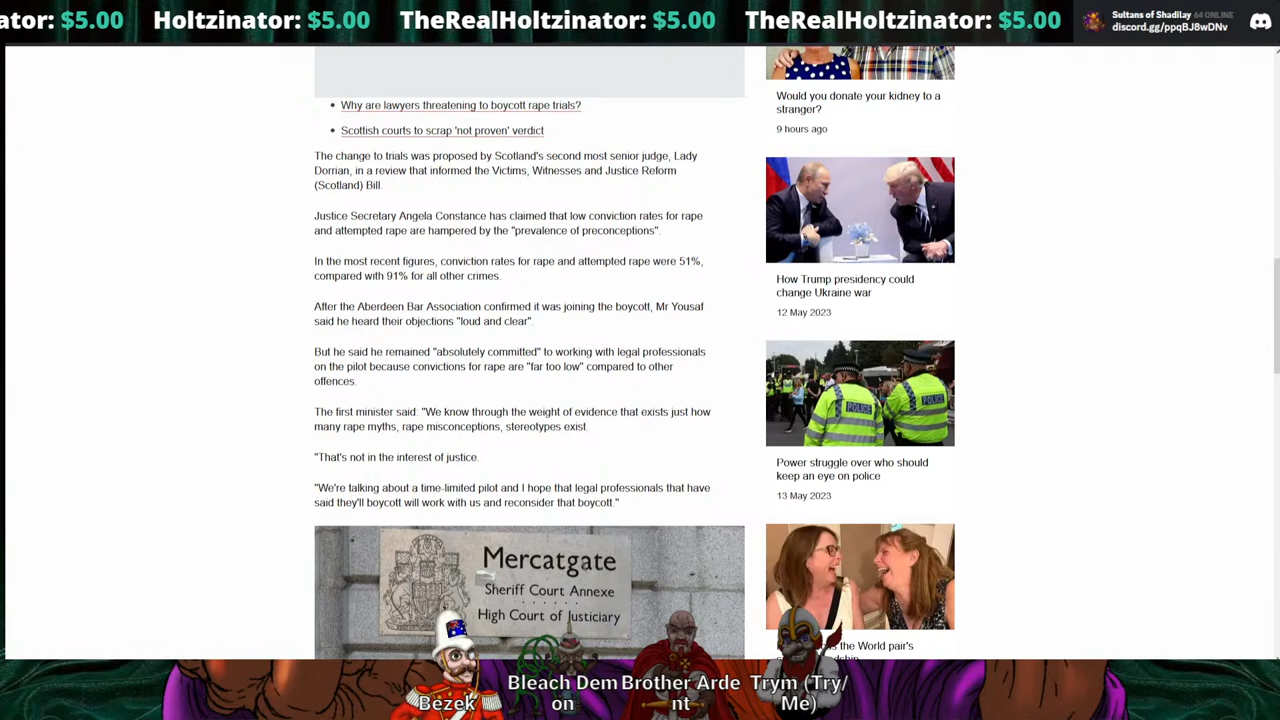 ator: $5.00 Holtzinator: $5.00 TheRealHoltzinator: $5.00 TheRealHoltzinator: $5.00
Sultans of Shadilay 64 ONLINE
discord.gg/ppqBJ8wDNv
• Why are lawyers threatening to boycott rape trials?
• Scottish courts to scrap 'not proven' verdict
The change to trials was proposed by Scotland's second most senior judge, Lady
Dorrian, in a review that informed the Victims, Witnesses and Justice Reform
(Scotland) Bill.
Justice Secretary Angela Constance has claimed that low conviction rates for rape
and attempted rape are hampered by the "prevalence of preconceptions".
In the most recent figures, conviction rates for rape and attempted rape were 51%,
compared with 91% for all other crimes.
After the Aberdeen Bar Association confirmed it was joining the boycott, Mr Yousaf
said he heard their objections "loud and clear".
But he said he remained "absolutely committed" to working with legal professionals
on the pilot because convictions for rape are "far too low" compared to other
offences.
The first minister said: "We know through the weight of evidence that exists just how
many rape myths, rape misconceptions, stereotypes exist.
"That's not in the interest of justice.
"We're talking about a time-limited pilot and I hope that legal professionals that have
said they'll boycott will work with us and reconsider that boycott."
Mercatgate
Sheriff Court Annexe
High Court of Justiciary
Would you donate your kidney to a
stranger?
9 hours ago
How Trump presidency could
change Ukraine war
12 May 2023
POLICE
POLICE
Power struggle over who should
keep an eye on police
13 May 2023
the World pair's
Bezek
Bleach Dem
on
Brother Arde
nt
Trym (Try/
Me)